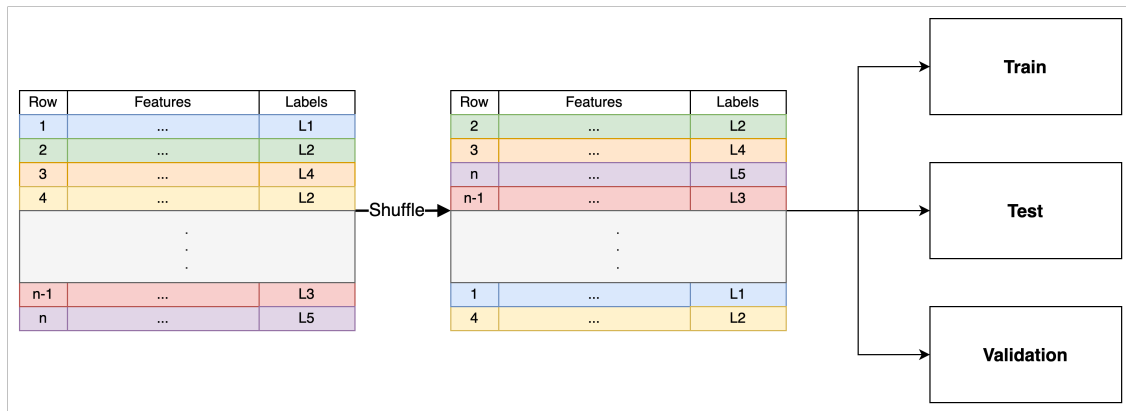 Row Features Labels
1 ... L1
2 ... L2
3 ... L4
4 ... L2
.
.
.
n-1 ... L3
n ... L5
Shuffle
Row Features Labels
2 ... L2
3 ... L4
n ... L5
n-1 ... L3
.
.
.
1 ... L1
4 ... L2
Train
Test
Validation